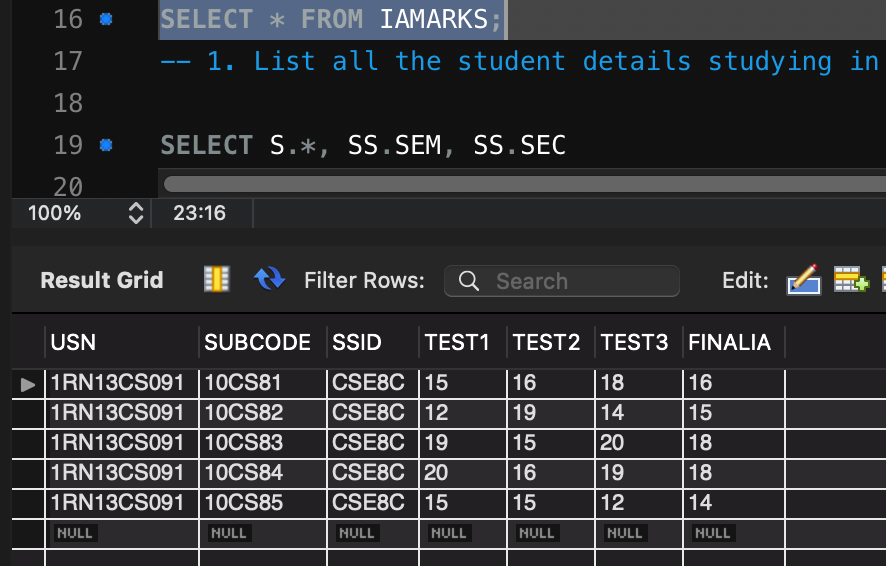 16 SELECT * FROM IAMARKS;
17 -- 1. List all the student details studying in
18
19 SELECT S.*, SS.SEM, SS.SEC
20
100% 23:16
Result Grid Filter Rows: Search Edit:
USN SUBCODE SSID TEST1 TEST2 TEST3 FINALIA
1RN13CS091 10CS81 CSE8C 15 16 18 16
1RN13CS091 10CS82 CSE8C 12 19 14 15
1RN13CS091 10CS83 CSE8C 19 15 20 18
1RN13CS091 10CS84 CSE8C 20 16 19 18
1RN13CS091 10CS85 CSE8C 15 15 12 14
NULL NULL NULL NULL NULL NULL NULL